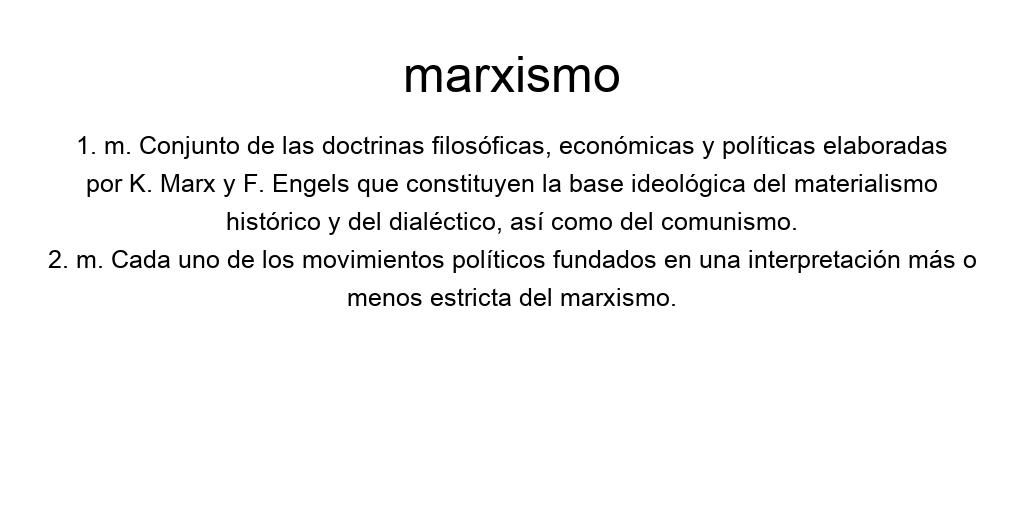 marxismo
1. m. Conjunto de las doctrinas filosóficas, económicas y políticas elaboradas
por K. Marx y F. Engels que constituyen la base ideológica del materialismo
histórico y del dialéctico, así como del comunismo.
2. m. Cada uno de los movimientos políticos fundados en una interpretación más o
menos estricta del marxismo.